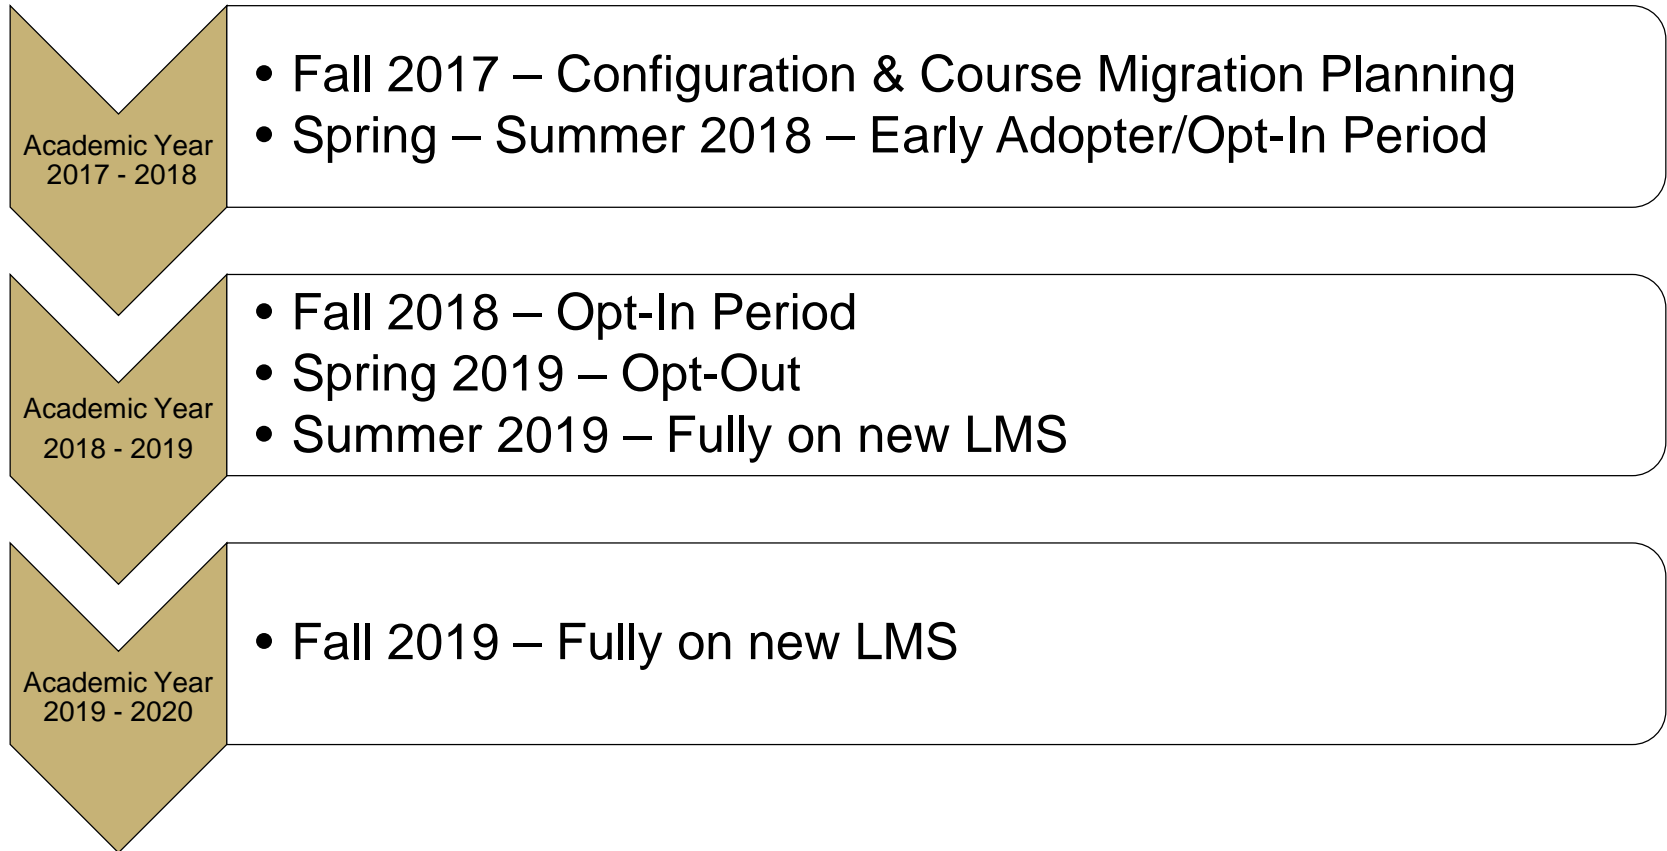 Academic Year
2017 - 2018
• Fall 2017 – Configuration & Course Migration Planning
• Spring – Summer 2018 – Early Adopter/Opt-In Period
Academic Year
2018 - 2019
• Fall 2018 – Opt-In Period
• Spring 2019 – Opt-Out
• Summer 2019 – Fully on new LMS
Academic Year
2019 - 2020
• Fall 2019 – Fully on new LMS